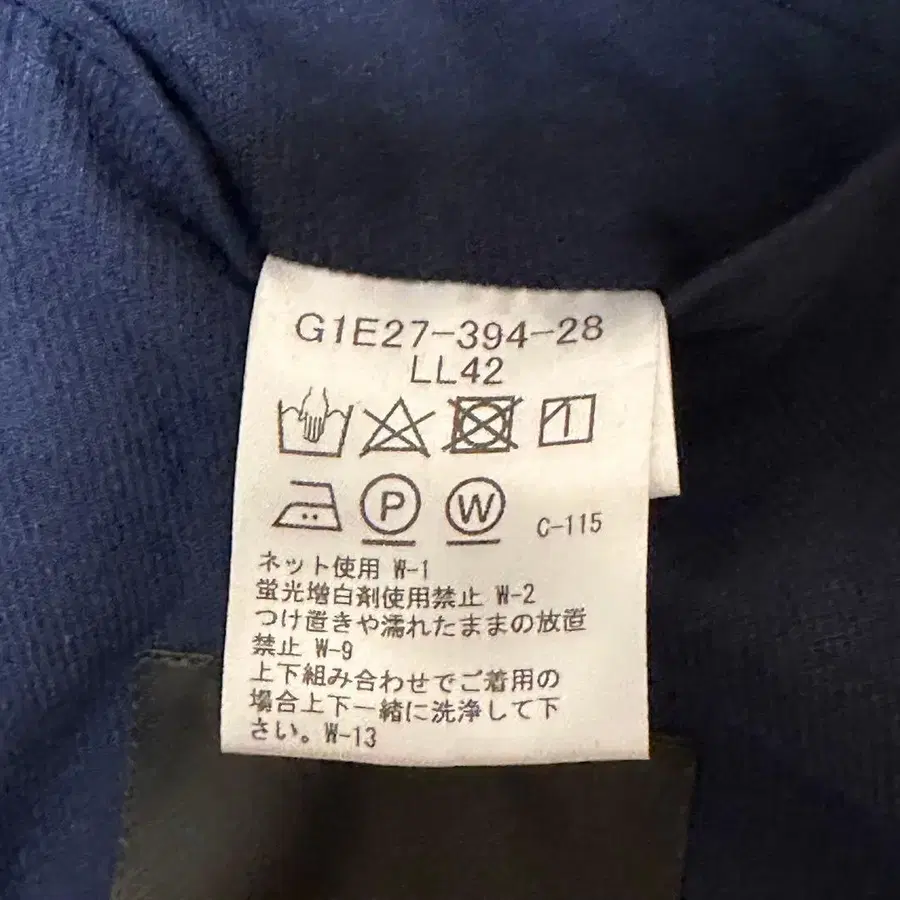 G1E27-394-28
LL42
P W C-115
ネット使用 W-1
蛍光増白剤使用禁止 W-2
つけ置きや濡れたままの放置
禁止 W-9
上下組み合わせでご着用の
場合上下一緒に洗浄して下
さい。W-13